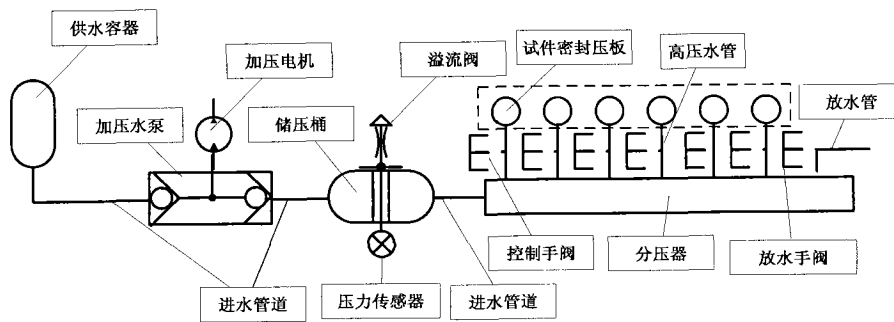 供水容器
加压电机
溢流阀
试件密封压板
高压水管
放水管
加压水泵
储压桶
控制手阀
分压器
放水手阀
进水管道
压力传感器
进水管道